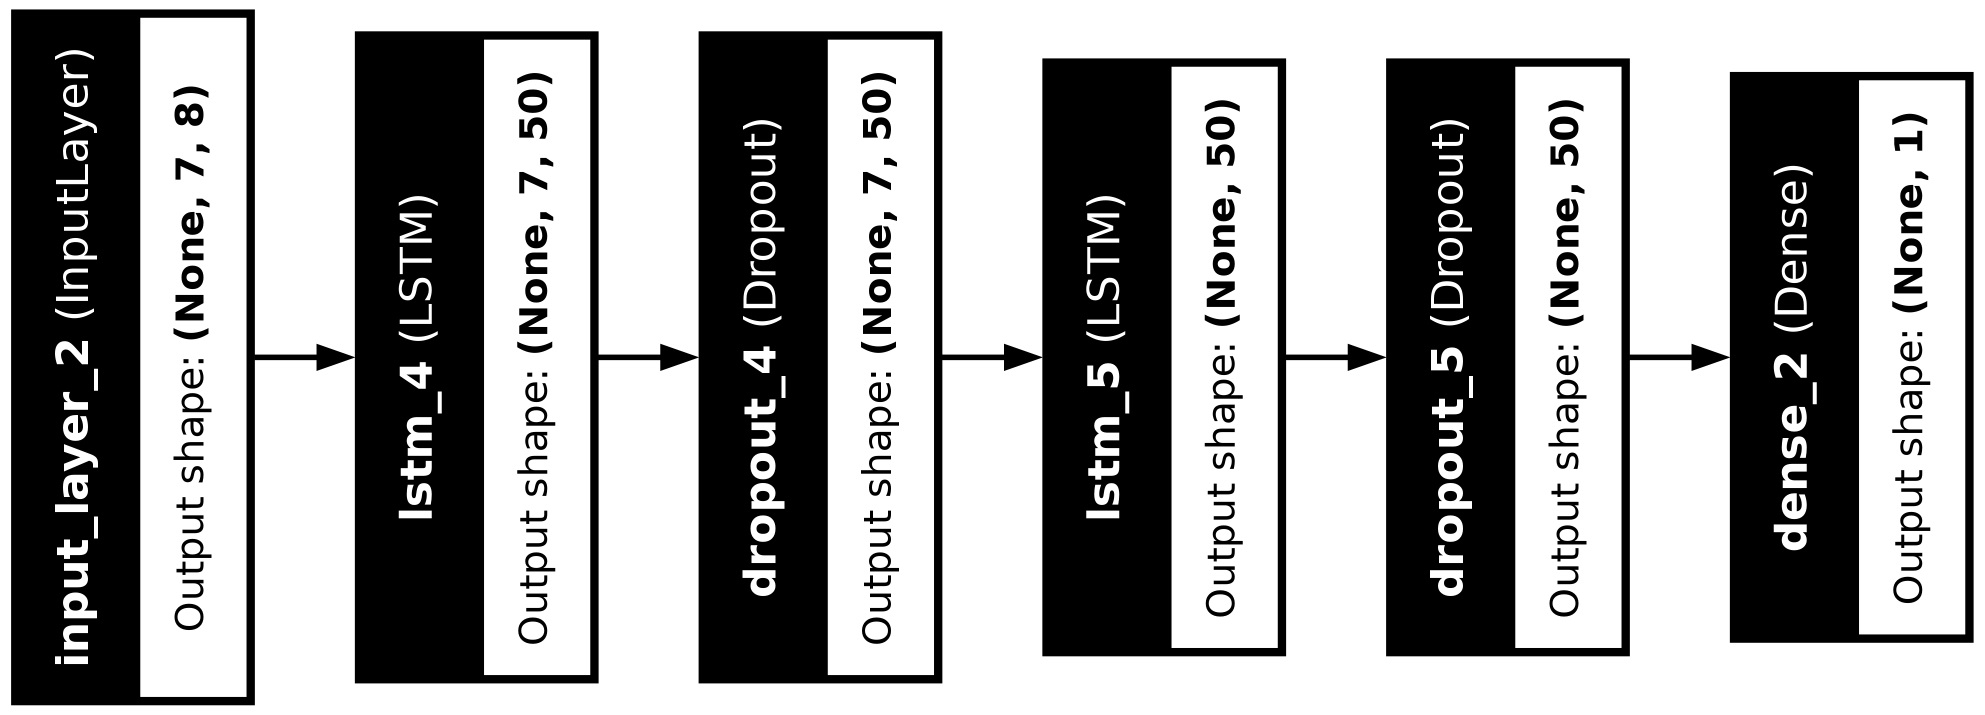 input_layer_2 (InputLayer)
Output shape: (None, 7, 8)
lstm_4 (LSTM)
Output shape: (None, 7, 50)
dropout_4 (Dropout)
Output shape: (None, 7, 50)
lstm_5 (LSTM)
Output shape: (None, 50)
dropout_5 (Dropout)
Output shape: (None, 50)
dense_2 (Dense)
Output shape: (None, 1)